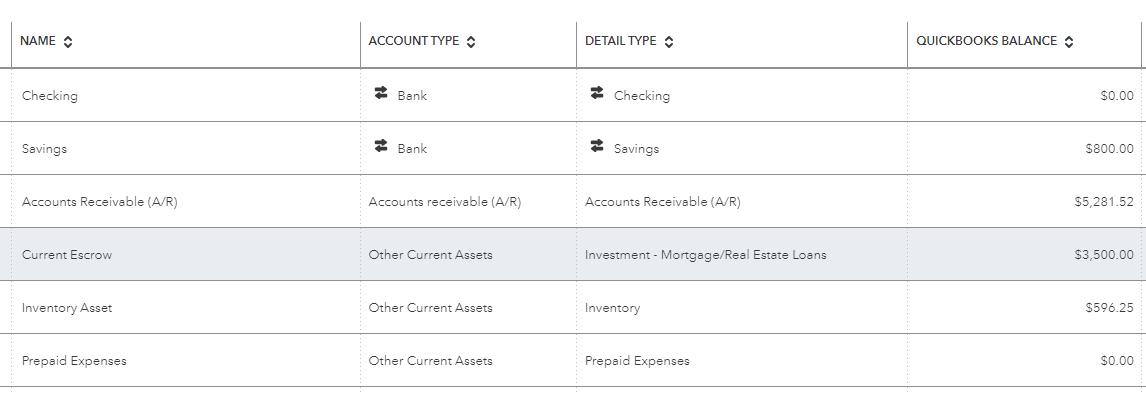 NAME ACCOUNT TYPE DETAIL TYPE QUICKBOOKS BALANCE
Checking Bank Checking $0.00
Savings Bank Savings $800.00
Accounts Receivable (A/R) Accounts receivable (A/R) Accounts Receivable (A/R) $5,281.52
Current Escrow Other Current Assets Investment - Mortgage/Real Estate Loans $3,500.00
Inventory Asset Other Current Assets Inventory $596.25
Prepaid Expenses Other Current Assets Prepaid Expenses $0.00